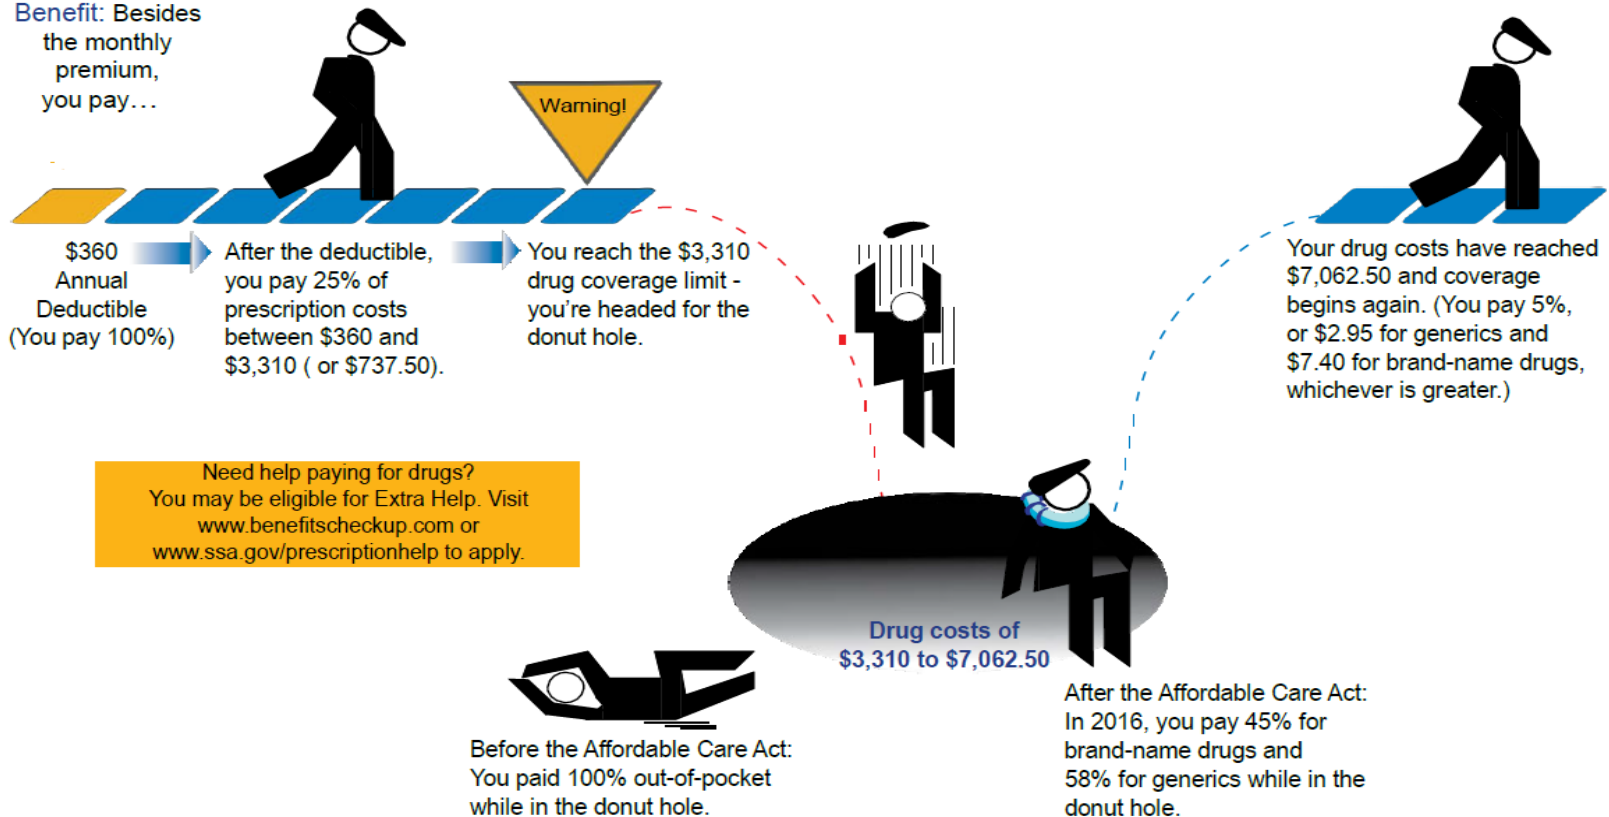 Benefit: Besides
the monthly
premium,
you pay…
Warning!
$360
Annual
Deductible
(You pay 100%)
After the deductible,
you pay 25% of
prescription costs
between $360 and
$3,310 ( or $737.50).
You reach the $3,310
drug coverage limit -
you’re headed for the
donut hole.
Your drug costs have reached
$7,062.50 and coverage
begins again. (You pay 5%,
or $2.95 for generics and
$7.40 for brand-name drugs,
whichever is greater.)
Need help paying for drugs?
You may be eligible for Extra Help. Visit
www.benefitscheckup.com or
www.ssa.gov/prescriptionhelp to apply.
Drug costs of
$3,310 to $7,062.50
Before the Affordable Care Act:
You paid 100% out-of-pocket
while in the donut hole.
After the Affordable Care Act:
In 2016, you pay 45% for
brand-name drugs and
58% for generics while in the
donut hole.